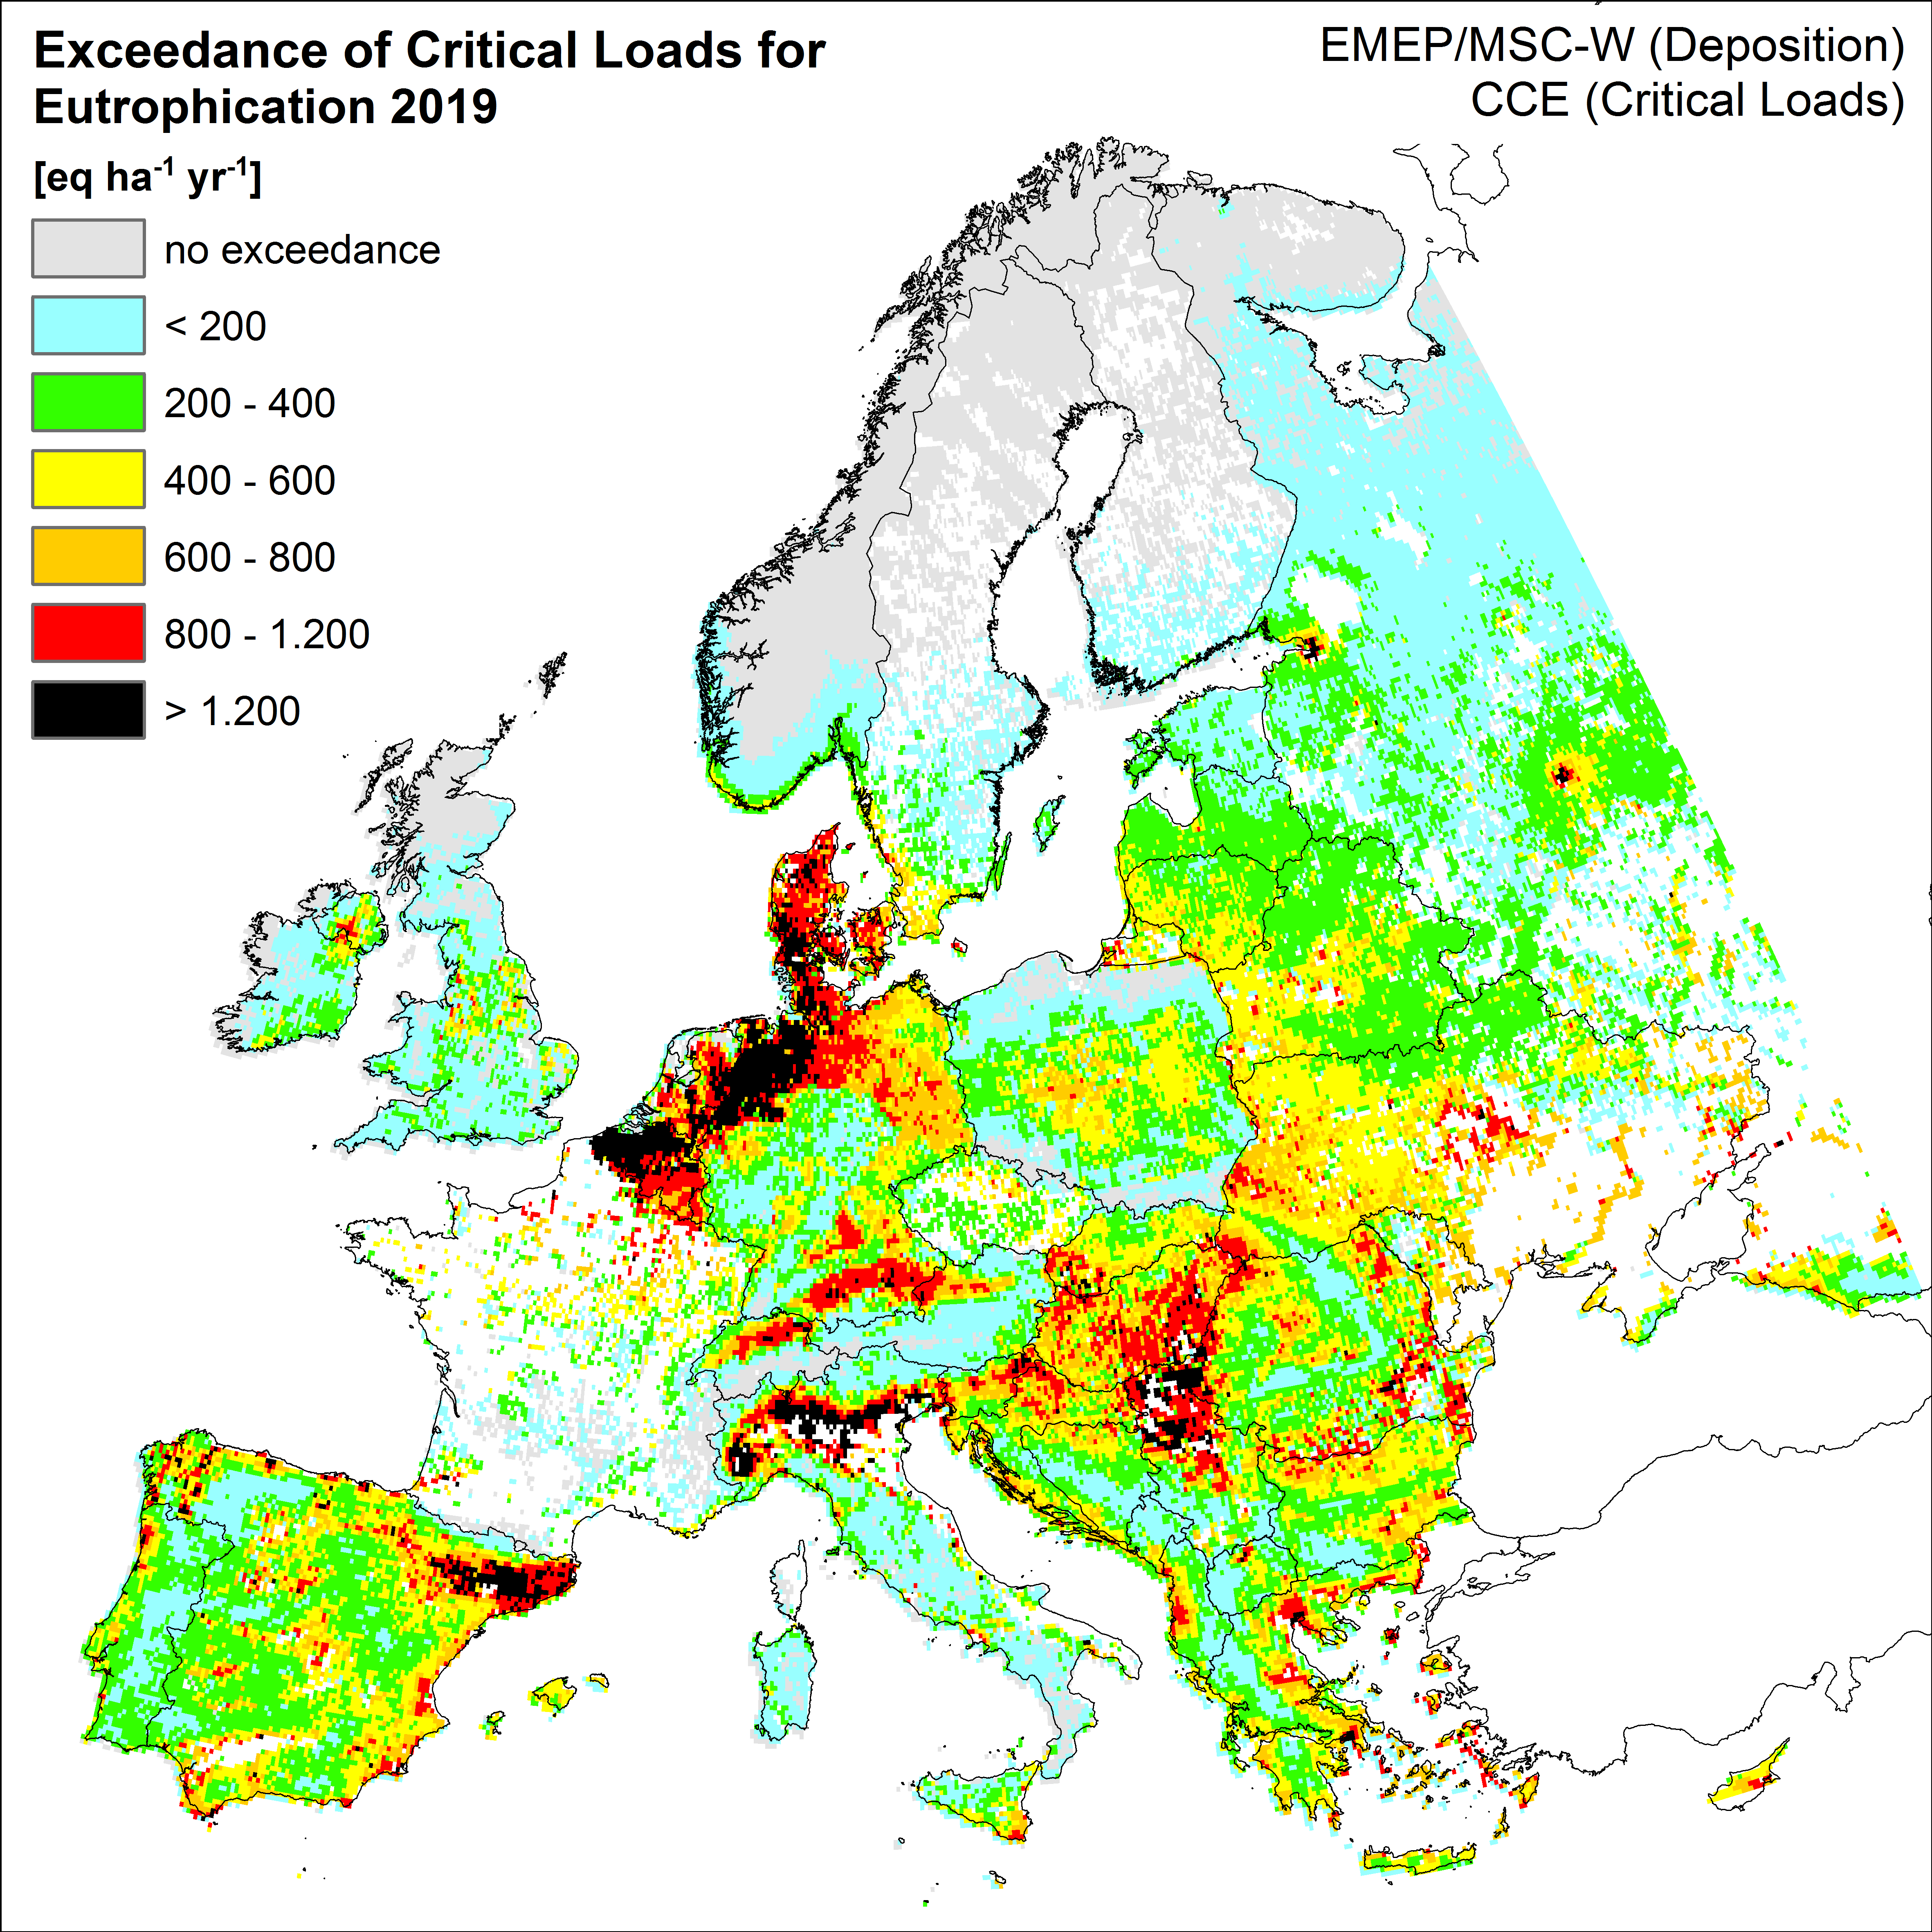 Exceedance of Critical Loads for
Eutrophication 2019
EMEP/MSC-W (Deposition)
CCE (Critical Loads)
[eq ha⁻¹ yr⁻¹]
no exceedance
< 200
200 - 400
400 - 600
600 - 800
800 - 1.200
> 1.200